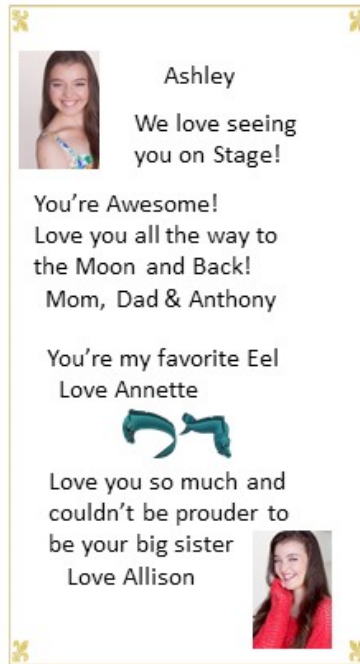 Ashley
We love seeing
you on Stage!
You’re Awesome!
Love you all the way to
the Moon and Back!
Mom, Dad & Anthony
You’re my favorite Eel
Love Annette
Love you so much and
couldn’t be prouder to
be your big sister
Love Allison